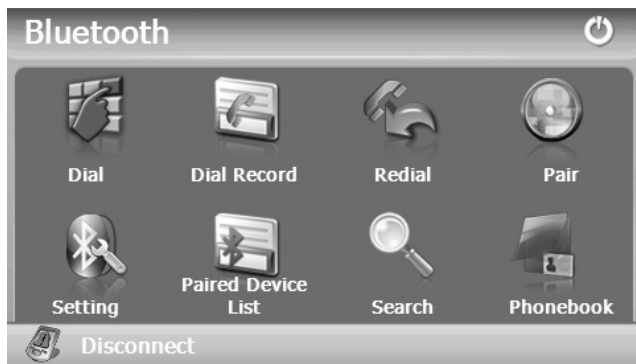 Bluetooth
Dial Dial Record Redial Pair
Setting Paired Device List Search Phonebook
Disconnect